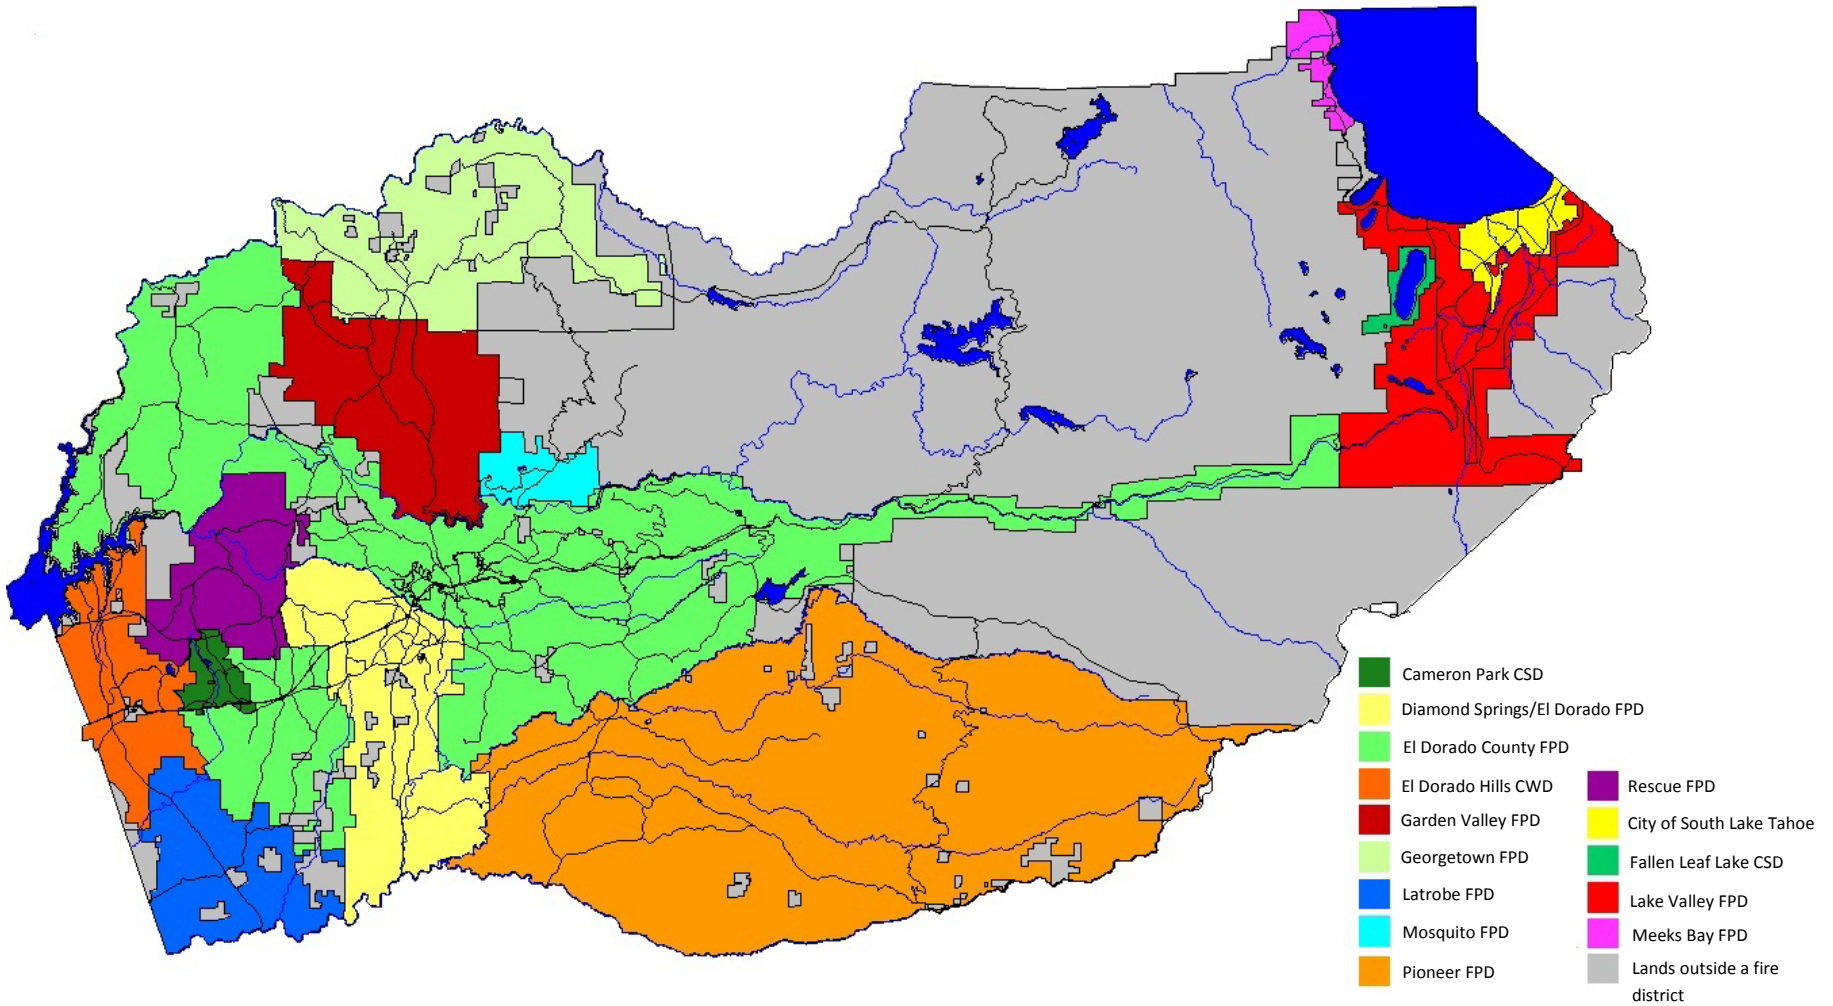 Cameron Park CSD
Diamond Springs/El Dorado FPD
El Dorado County FPD
El Dorado Hills CWD
Garden Valley FPD
Georgetown FPD
Latrobe FPD
Mosquito FPD
Pioneer FPD
Rescue FPD
City of South Lake Tahoe
Fallen Leaf Lake CSD
Lake Valley FPD
Meeks Bay FPD
Lands outside a fire
district